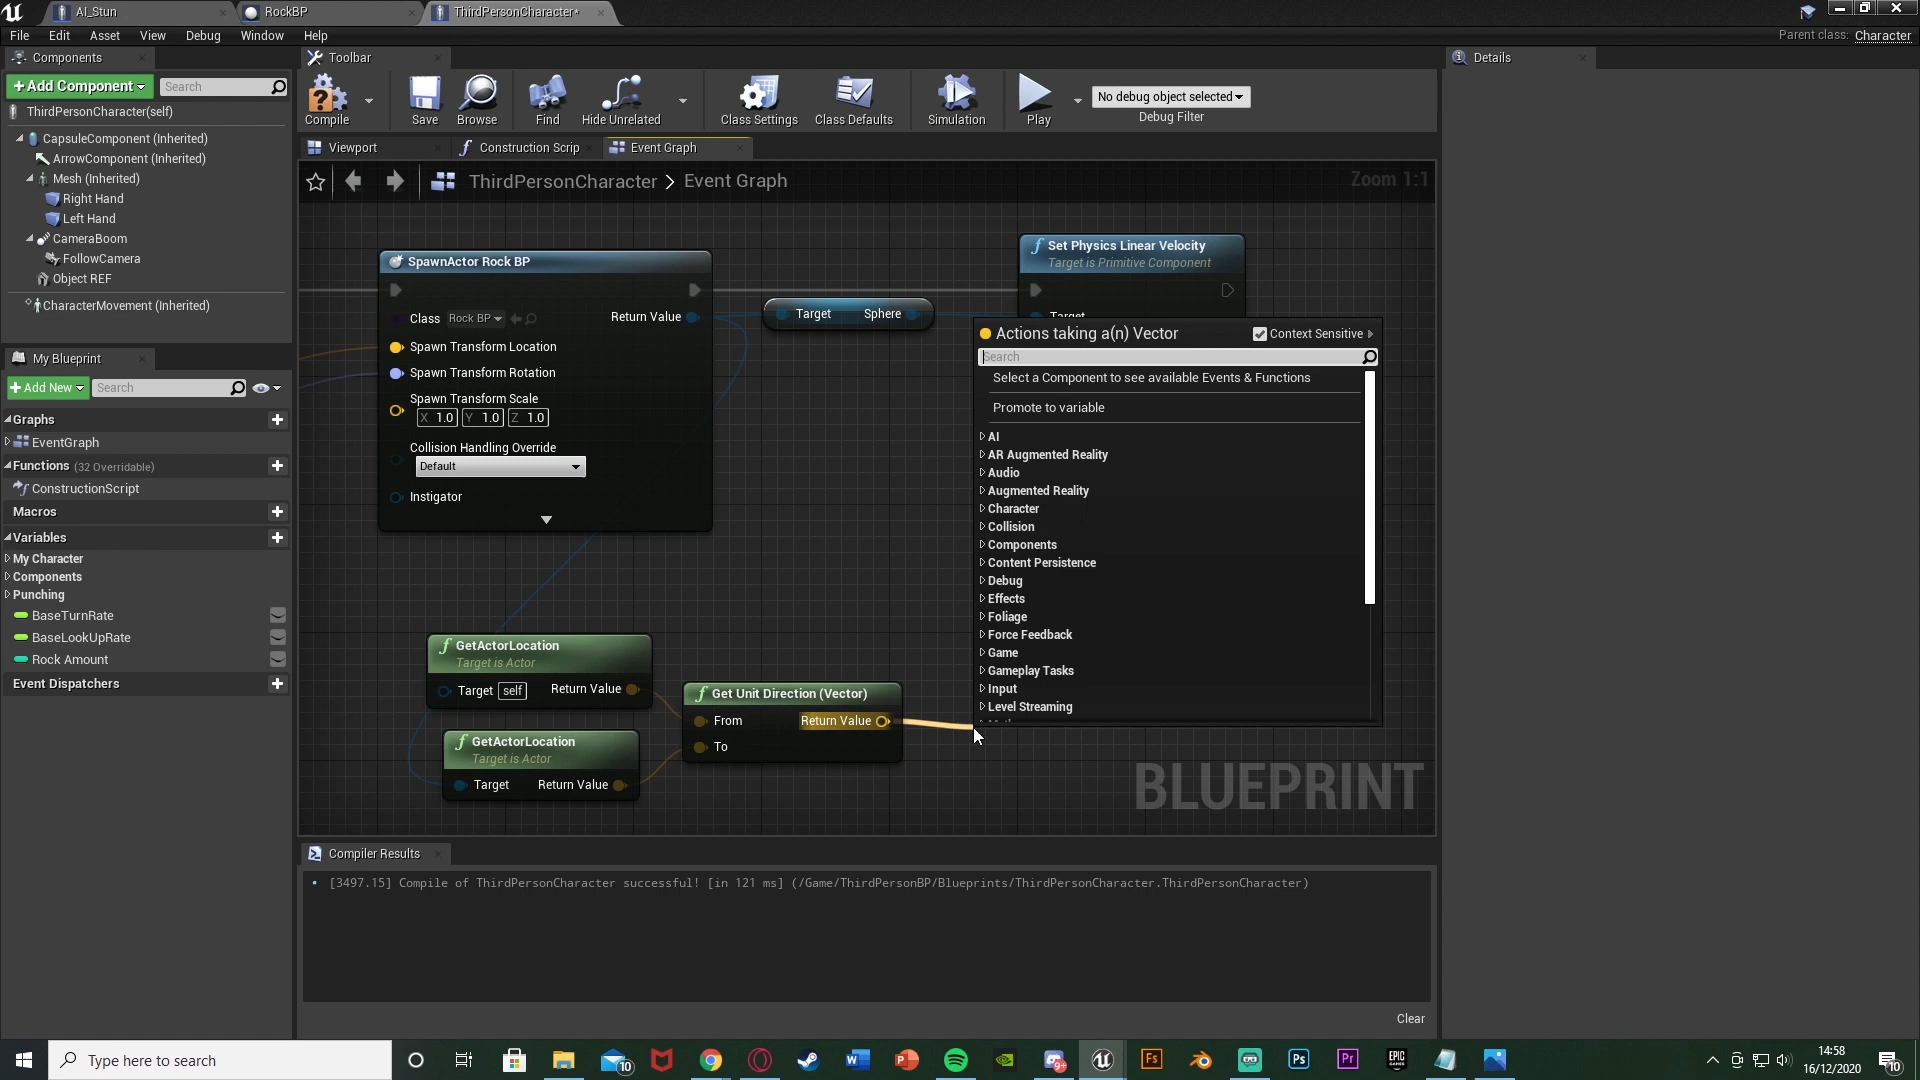 AI_Stun
RockBP
ThirdPersonCharacter*
File Edit Asset View Debug Window Help
Parent class: Character
Components
Toolbar
Details
+Add Component
Search
ThirdPersonCharacter(self)
CapsuleComponent (Inherited)
ArrowComponent (Inherited)
Mesh (Inherited)
Right Hand
Left Hand
CameraBoom
FollowCamera
Object REF
CharacterMovement (Inherited)
Compile
Save
Browse
Find
Hide Unrelated
Class Settings
Class Defaults
Simulation
Play
No debug object selected
Debug Filter
Viewport
Construction Scrip
Event Graph
ThirdPersonCharacter > Event Graph
Zoom 1:1
My Blueprint
+Add New
Search
Graphs
EventGraph
Functions (32 Overridable)
ConstructionScript
Macros
Variables
My Character
Components
Punching
BaseTurnRate
BaseLookUpRate
Rock Amount
Event Dispatchers
SpawnActor Rock BP
Class Rock BP
Return Value
Spawn Transform Location
Spawn Transform Rotation
Spawn Transform Scale
X 1.0 Y 1.0 Z 1.0
Collision Handling Override
Default
Instigator
Target Sphere
Set Physics Linear Velocity
Target is Primitive Component
Target
Actions taking a(n) Vector
Context Sensitive
Search
Select a Component to see available Events & Functions
Promote to variable
AI
AR Augmented Reality
Audio
Augmented Reality
Character
Collision
Components
Content Persistence
Debug
Effects
Foliage
Force Feedback
Game
Gameplay Tasks
Input
Level Streaming
GetActorLocation
Target is Actor
Target self Return Value
GetActorLocation
Target is Actor
Target Return Value
Get Unit Direction (Vector)
From Return Value
To
BLUEPRINT
Compiler Results
• [3497.15] Compile of ThirdPersonCharacter successful! [in 121 ms] (/Game/ThirdPersonBP/Blueprints/ThirdPersonCharacter.ThirdPersonCharacter)
Clear
Type here to search
10
W
P
9+
Fs
Ps
Pr
EPIC
14:58
16/12/2020
10